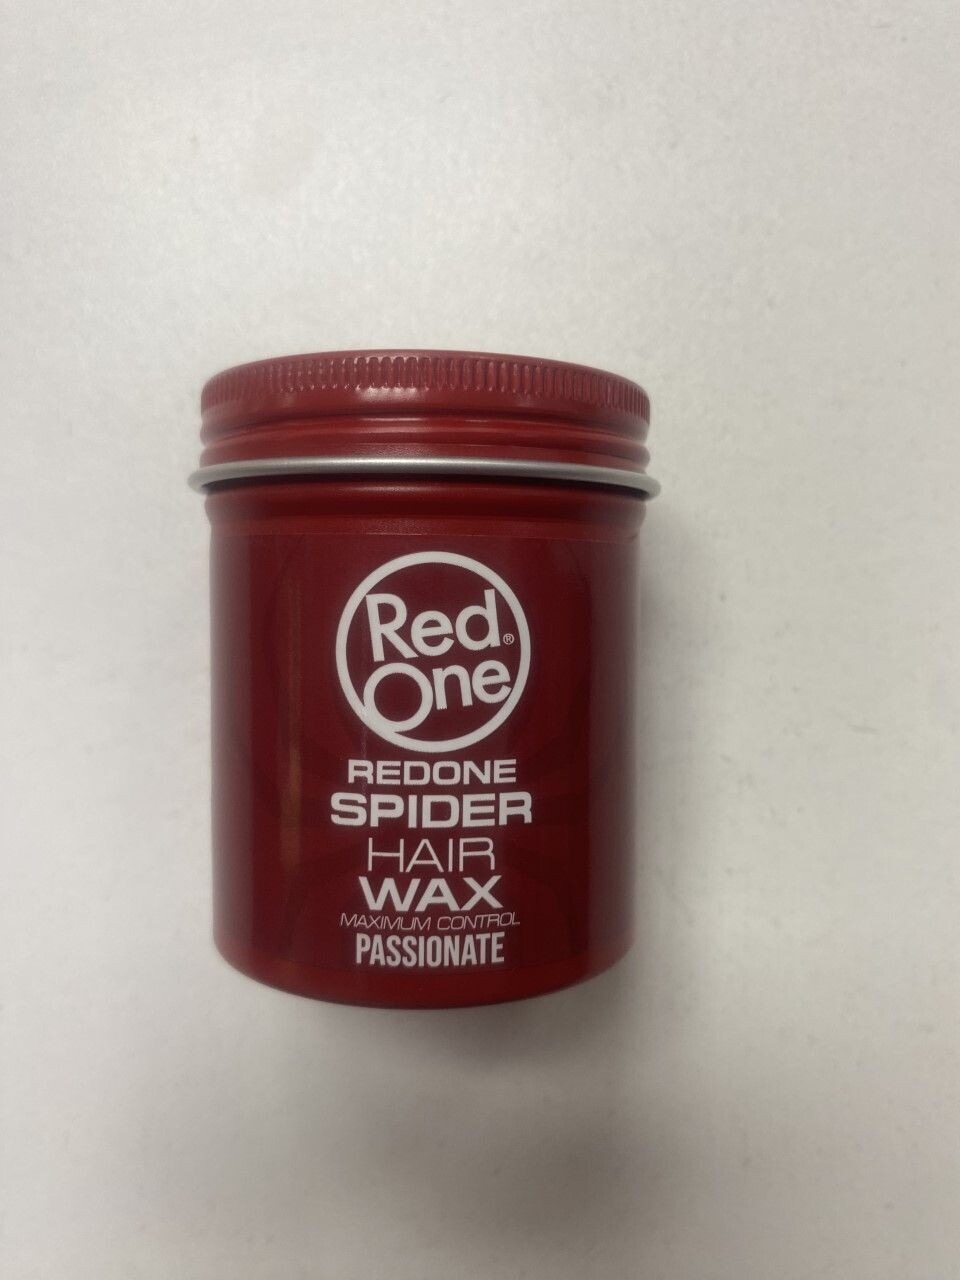 Red®
One
REDONE
SPIDER
HAIR
WAX
MAXIMUM CONTROL
PASSIONATE